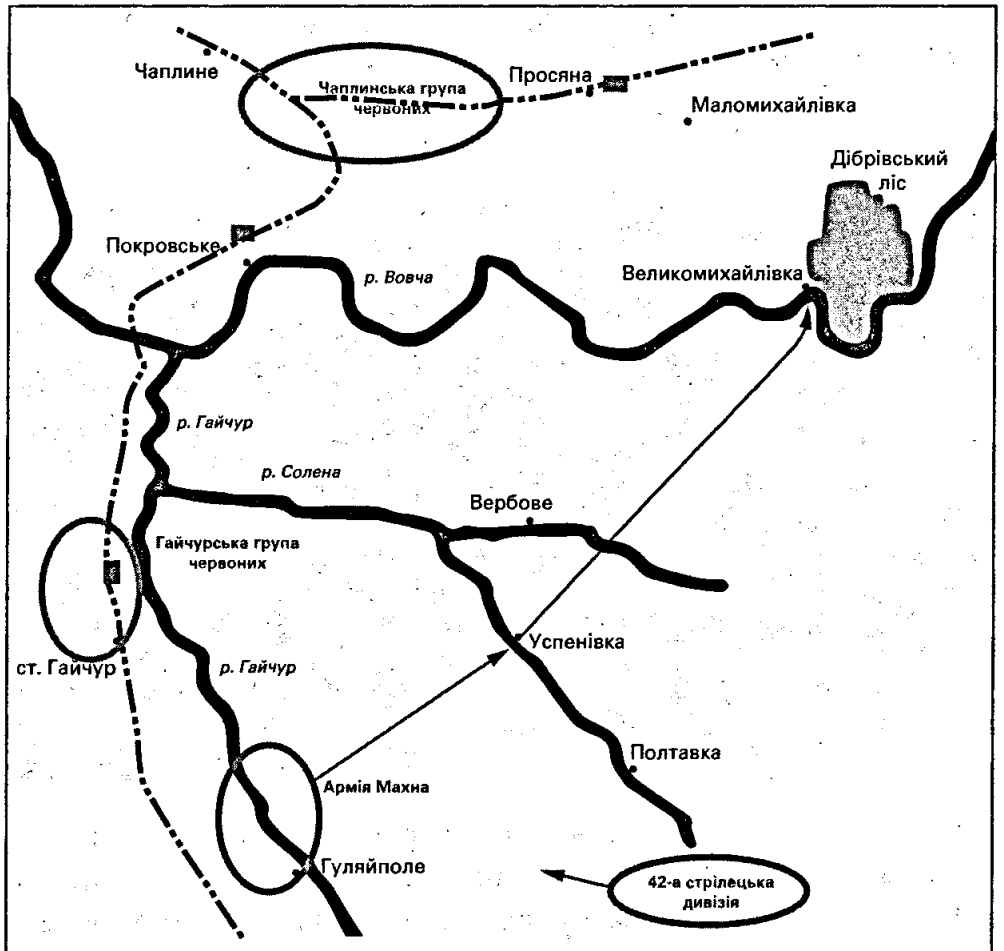 Чаплине
Чаплинська група
червоних
Просяна
Маломихайлівка
Дібрівський
ліс
Покровське
р. Вовча
Великомихайлівка
р. Гайчур
р. Солена
Вербове
Гайчурська група
червоних
Успенівка
ст. Гайчур
р. Гайчур
Полтавка
Армія Махна
Гуляйполе
42-а стрілецька
дивізія